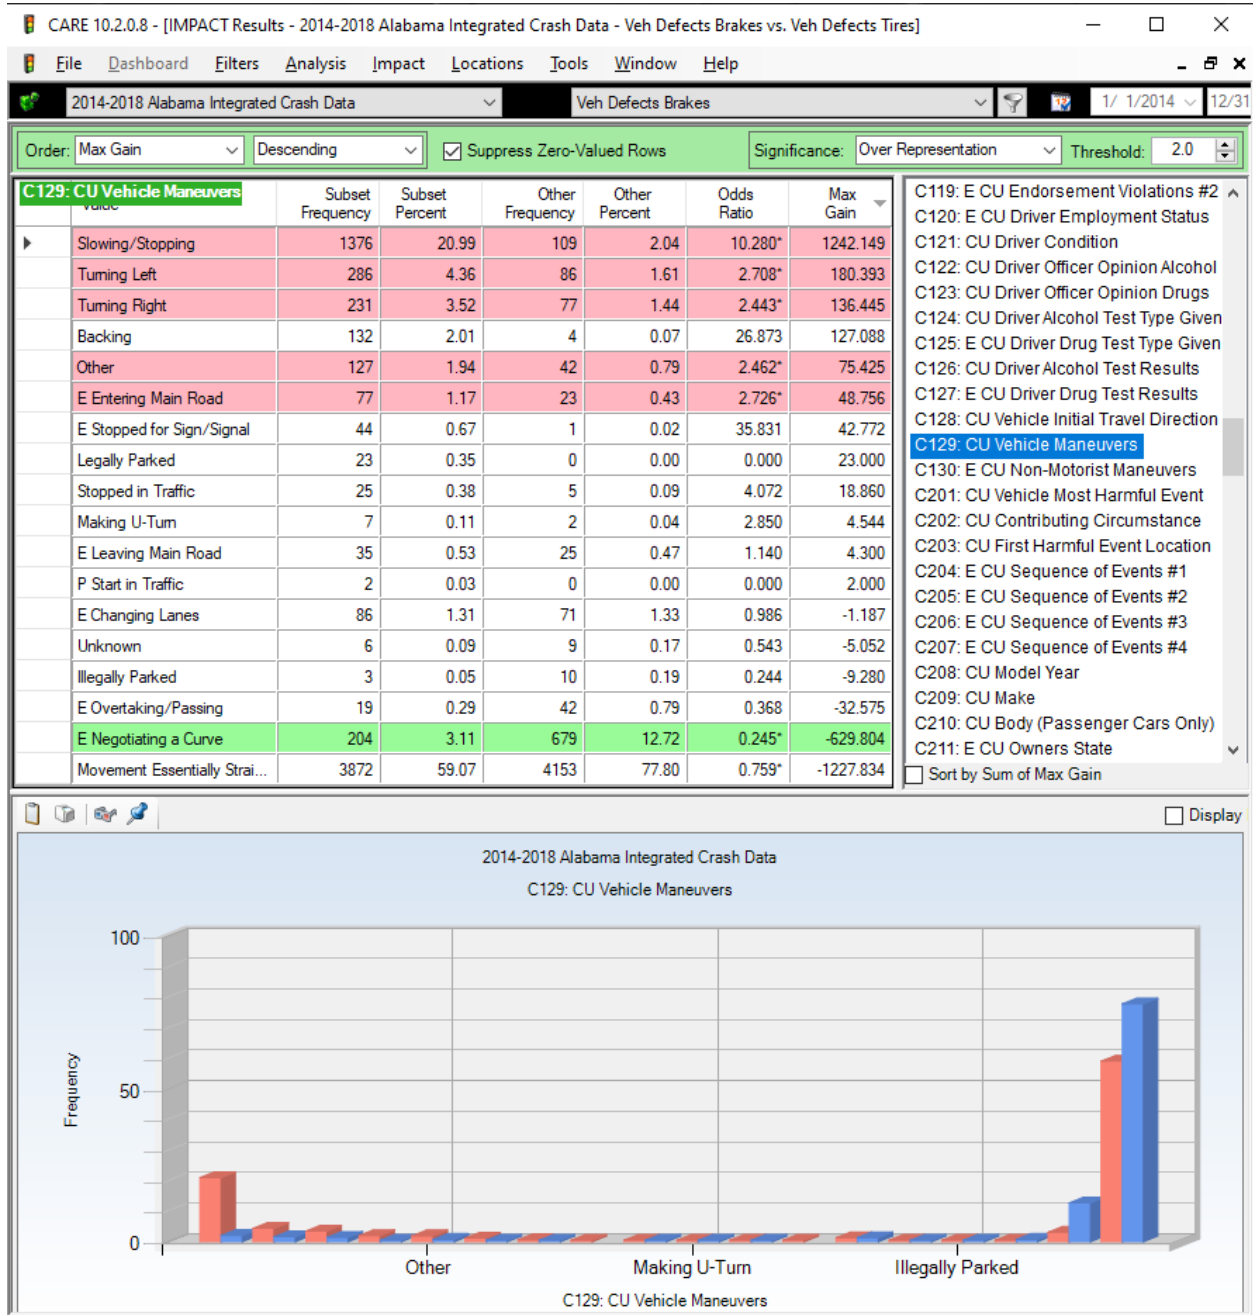 CARE 10.2.0.8 - [IMPACT Results - 2014-2018 Alabama Integrated Crash Data - Veh Defects Brakes vs. Veh Defects Tires]
File Dashboard Filters Analysis Impact Locations Tools Window Help
2014-2018 Alabama Integrated Crash Data Veh Defects Brakes 1/ 1/2014 12/31
Order: Max Gain Descending Suppress Zero-Valued Rows Significance: Over Representation Threshold: 2.0
C129: CU Vehicle Maneuvers
Value Subset Frequency Subset Percent Other Frequency Other Percent Odds Ratio Max Gain
Slowing/Stopping 1376 20.99 109 2.04 10.280* 1242.149
Turning Left 286 4.36 86 1.61 2.708* 180.393
Turning Right 231 3.52 77 1.44 2.443* 136.445
Backing 132 2.01 4 0.07 26.873 127.088
Other 127 1.94 42 0.79 2.462* 75.425
E Entering Main Road 77 1.17 23 0.43 2.726* 48.756
E Stopped for Sign/Signal 44 0.67 1 0.02 35.831 42.772
Legally Parked 23 0.35 0 0.00 0.000 23.000
Stopped in Traffic 25 0.38 5 0.09 4.072 18.860
Making U-Turn 7 0.11 2 0.04 2.850 4.544
E Leaving Main Road 35 0.53 25 0.47 1.140 4.300
P Start in Traffic 2 0.03 0 0.00 0.000 2.000
E Changing Lanes 86 1.31 71 1.33 0.986 -1.187
Unknown 6 0.09 9 0.17 0.543 -5.052
Illegally Parked 3 0.05 10 0.19 0.244 -9.280
E Overtaking/Passing 19 0.29 42 0.79 0.368 -32.575
E Negotiating a Curve 204 3.11 679 12.72 0.245* -629.804
Movement Essentially Strai... 3872 59.07 4153 77.80 0.759* -1227.834
C119: E CU Endorsement Violations #2
C120: E CU Driver Employment Status
C121: CU Driver Condition
C122: CU Driver Officer Opinion Alcohol
C123: CU Driver Officer Opinion Drugs
C124: CU Driver Alcohol Test Type Given
C125: E CU Driver Drug Test Type Given
C126: CU Driver Alcohol Test Results
C127: E CU Driver Drug Test Results
C128: CU Vehicle Initial Travel Direction
C129: CU Vehicle Maneuvers
C130: E CU Non-Motorist Maneuvers
C201: CU Vehicle Most Harmful Event
C202: CU Contributing Circumstance
C203: CU First Harmful Event Location
C204: E CU Sequence of Events #1
C205: E CU Sequence of Events #2
C206: E CU Sequence of Events #3
C207: E CU Sequence of Events #4
C208: CU Model Year
C209: CU Make
C210: CU Body (Passenger Cars Only)
C211: E CU Owners State
Sort by Sum of Max Gain
Display
2014-2018 Alabama Integrated Crash Data
C129: CU Vehicle Maneuvers
100
50
0
Frequency
Other Making U-Turn Illegally Parked
C129: CU Vehicle Maneuvers